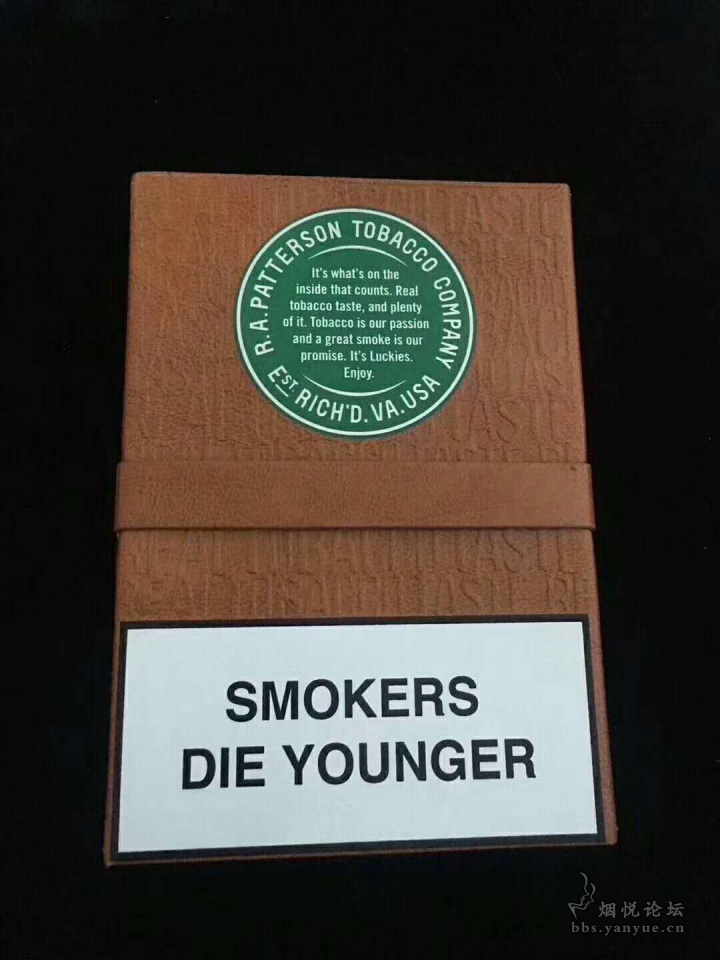 R.A.PATTERSON TOBACCO COMPANY
It's what's on the
inside that counts. Real
tobacco taste, and plenty
of it. Tobacco is our passion
and a great smoke is our
promise. It's Luckies.
Enjoy.
EST. RICH'D. VA.USA
SMOKERS
DIE YOUNGER
烟悦论坛
bbs.yanyue.cn